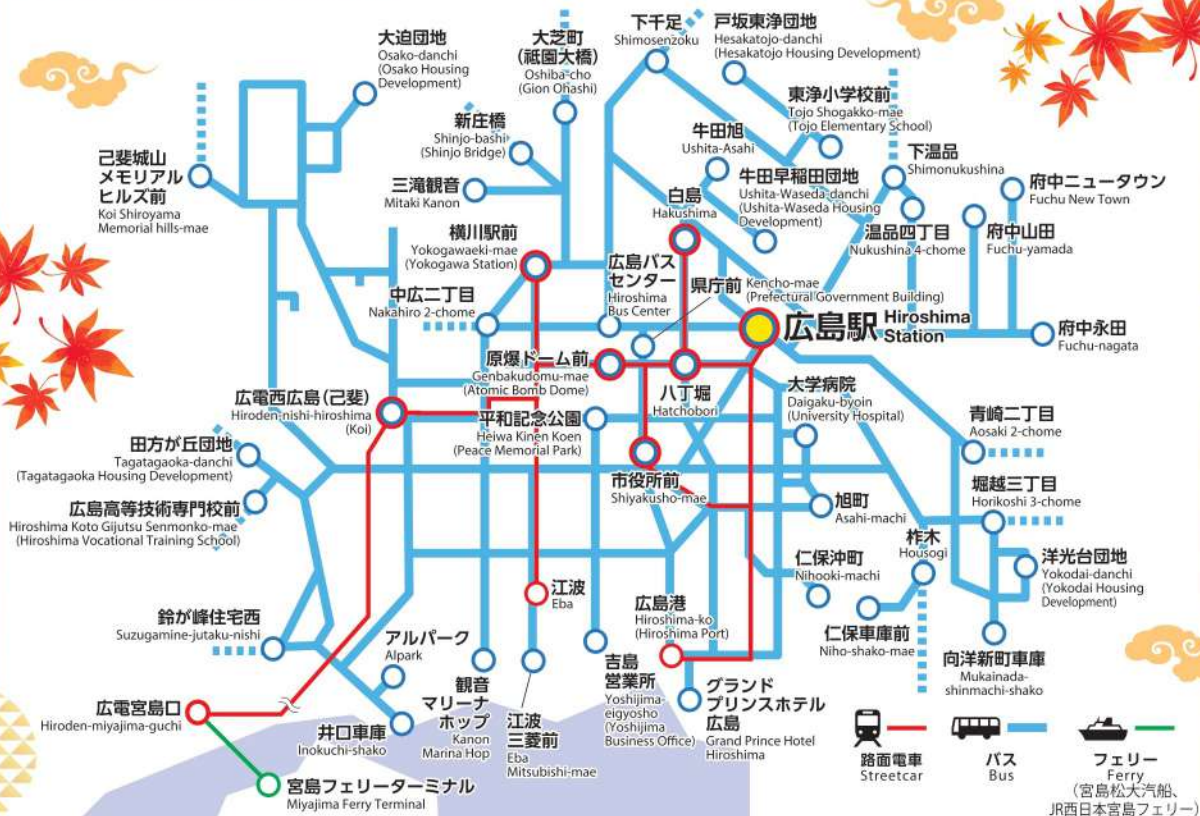 大迫団地
Osako-danchi
(Osako Housing
Development)
大芝町
(祇園大橋)
Oshiba-cho
(Gion Ohashi)
下千足
Shimosenzoku
戸坂東浄団地
Hesakatojo-danchi
(Hesakatojo Housing Development)
新庄橋
Shinjo-bashi
(Shinjo Bridge)
東浄小学校前
Tojo Shogakko-mae
(Tojo Elementary School)
己斐城山
メモリアル
ヒルズ前
Koi Shiroyama
Memorial hills-mae
三滝観音
Mitaki Kanon
牛田旭
Ushita-Asahi
牛田早稲田団地
Ushita-Waseda-danchi
(Ushita-Waseda Housing
Development)
下温品
Shimonukushina
府中ニュータウン
Fuchu New Town
白島
Hakushima
温品四丁目
Nukushina 4-chome
府中山田
Fuchu-yamada
横川駅前
Yokogawaeki-mae
(Yokogawa Station)
広島バス
センター
Hiroshima
Bus Center
県庁前
Kencho-mae
(Prefectural Government Building)
中広二丁目
Nakahiro 2-chome
広島駅
Hiroshima
Station
府中永田
Fuchu-nagata
原爆ドーム前
Genbakudomu-mae
(Atomic Bomb Dome)
八丁堀
Hatchobori
大学病院
Daigaku-byoin
(University Hospital)
広電西広島(己斐)
Hiroden-nishi-hiroshima
(Koi)
平和記念公園
Heiwa Kinen Koen
(Peace Memorial Park)
青崎二丁目
Aosaki 2-chome
田方が丘団地
Tagatagaoka-danchi
(Tagatagaoka Housing Development)
市役所前
Shiyakusho-mae
堀越三丁目
Horikoshi 3-chome
広島高等技術専門校前
Hiroshima Koto Gijutsu Senmonko-mae
(Hiroshima Vocational Training School)
旭町
Asahi-machi
柞木
Housogi
仁保沖町
Nihooki-machi
洋光台団地
Yokodai-danchi
(Yokodai Housing
Development)
江波
Eba
広島港
Hiroshima-ko
(Hiroshima Port)
鈴が峰住宅西
Suzugamine-jutaku-nishi
アルパーク
Alpark
仁保車庫前
Niho-shako-mae
向洋新町車庫
Mukainada-
shinmachi-shako
観音
マリーナ
ホップ
Kanon
Marina Hop
江波
三菱前
Eba
Mitsubishi-mae
吉島
営業所
Yoshijima-
eigyosho
(Yoshijima
Business Office)
グランド
プリンスホテル
広島
Grand Prince Hotel
Hiroshima
広電宮島口
Hiroden-miyajima-guchi
井口車庫
Inokuchi-shako
宮島フェリーターミナル
Miyajima Ferry Terminal
路面電車
Streetcar
バス
Bus
フェリー
Ferry
(宮島松大汽船、
JR西日本宮島フェリー)